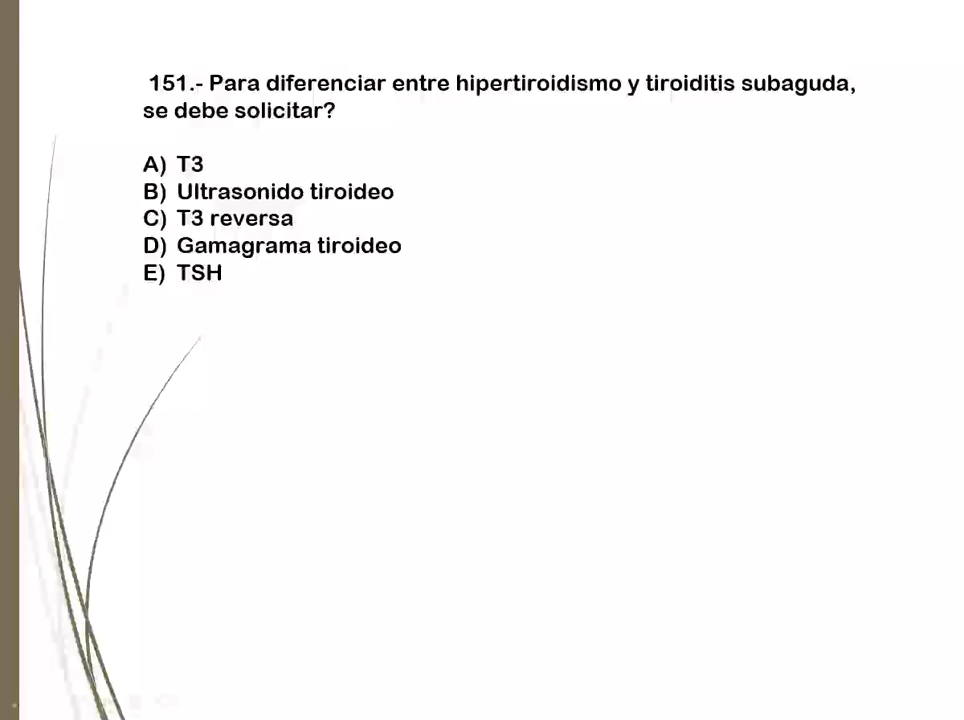 151.- Para diferenciar entre hipertiroidismo y tiroiditis subaguda,
se debe solicitar?
A) T3
B) Ultrasonido tiroideo
C) T3 reversa
D) Gamagrama tiroideo
E) TSH